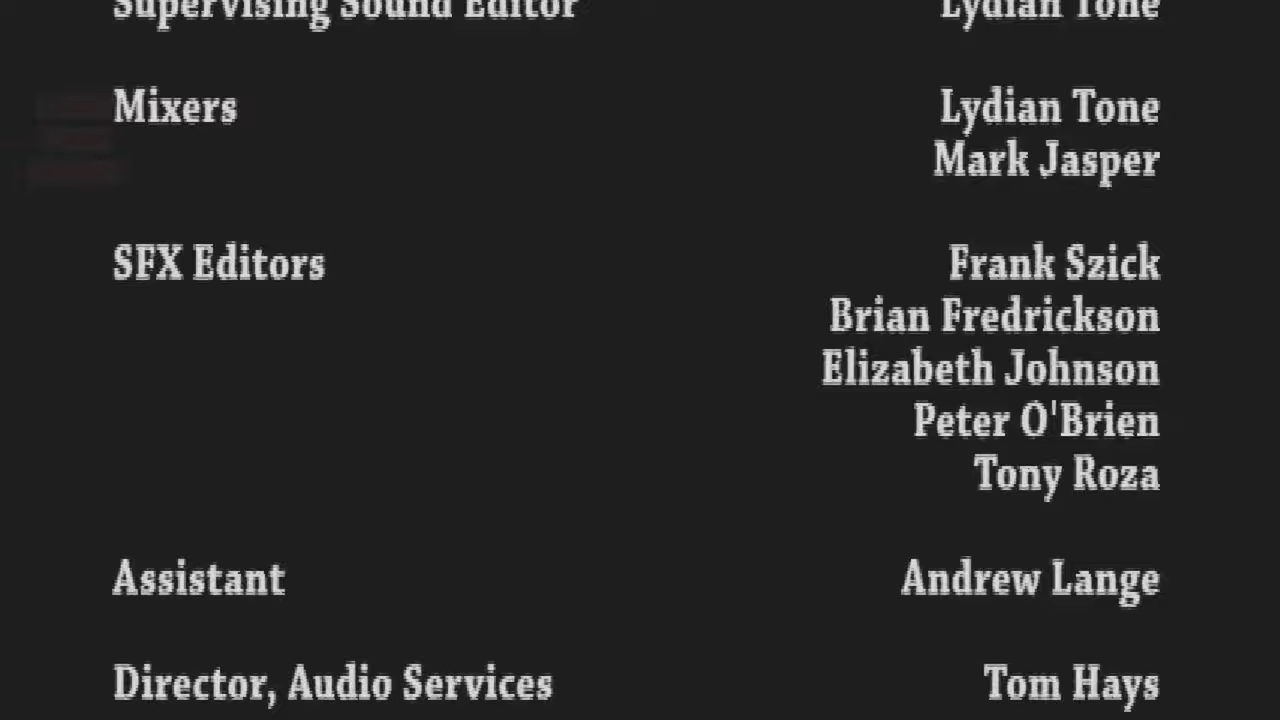 Supervising Sound Editor Lydian Tone
Mixers Lydian Tone
Mark Jasper
SFX Editors Frank Szick
Brian Fredrickson
Elizabeth Johnson
Peter O'Brien
Tony Roza
Assistant Andrew Lange
Director, Audio Services Tom Hays